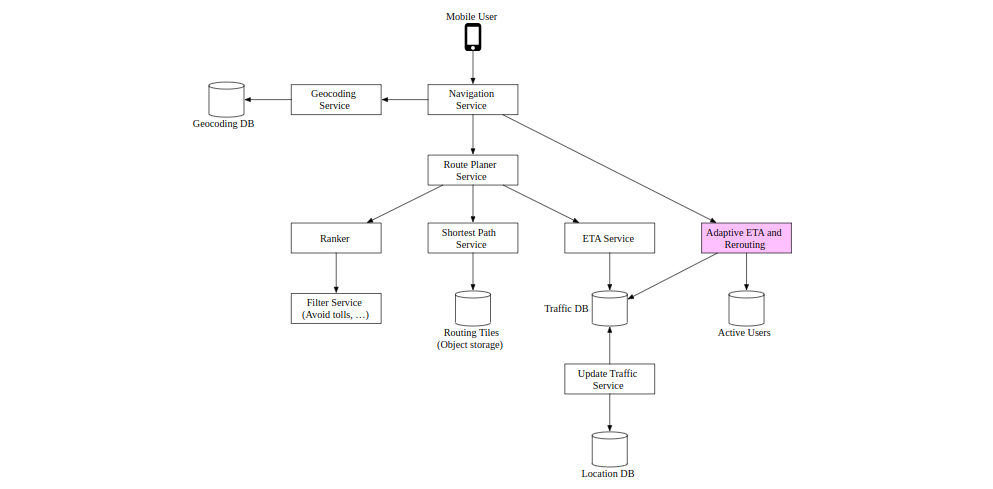 Mobile User
Geocoding
Service
Navigation
Service
Geocoding DB
Route Planer
Service
Ranker
Shortest Path
Service
ETA Service
Adaptive ETA and
Rerouting
Filter Service
(Avoid tolls, …)
Traffic DB
Routing Tiles
(Object storage)
Active Users
Update Traffic
Service
Location DB